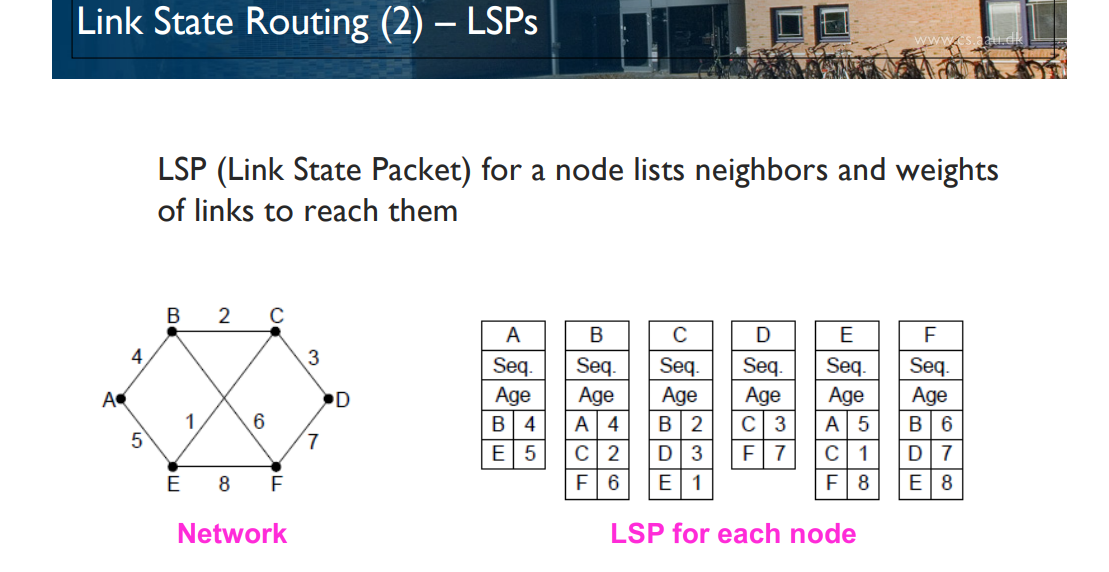 Link State Routing (2) – LSPs
www.cs.aau.dk
LSP (Link State Packet) for a node lists neighbors and weights
of links to reach them
B 2 C
4 3
A D
1 6
5 7
E 8 F
Network
A B C D E F
Seq. Seq. Seq. Seq. Seq. Seq.
Age Age Age Age Age Age
B 4 A 4 B 2 C 3 A 5 B 6
E 5 C 2 D 3 F 7 C 1 D 7
F 6 E 1 F 8 E 8
LSP for each node